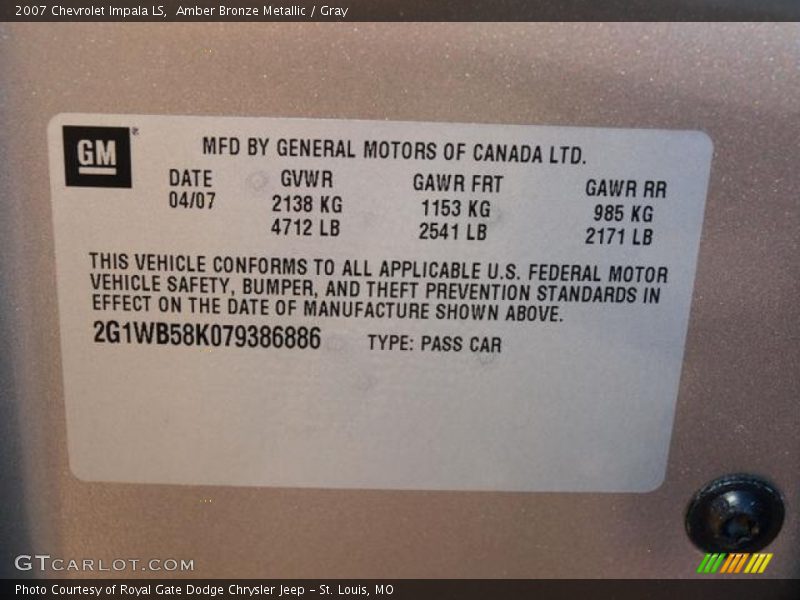 2007 Chevrolet Impala LS,  Amber Bronze Metallic / Gray
GM®
MFD BY GENERAL MOTORS OF CANADA LTD.
DATE GVWR GAWR FRT GAWR RR
04/07 2138 KG 1153 KG 985 KG
4712 LB 2541 LB 2171 LB
THIS VEHICLE CONFORMS TO ALL APPLICABLE U.S. FEDERAL MOTOR
VEHICLE SAFETY, BUMPER, AND THEFT PREVENTION STANDARDS IN
EFFECT ON THE DATE OF MANUFACTURE SHOWN ABOVE.
2G1WB58K079386886 TYPE: PASS CAR
GTCARLOT.COM
Photo Courtesy of Royal Gate Dodge Chrysler Jeep - St. Louis, MO